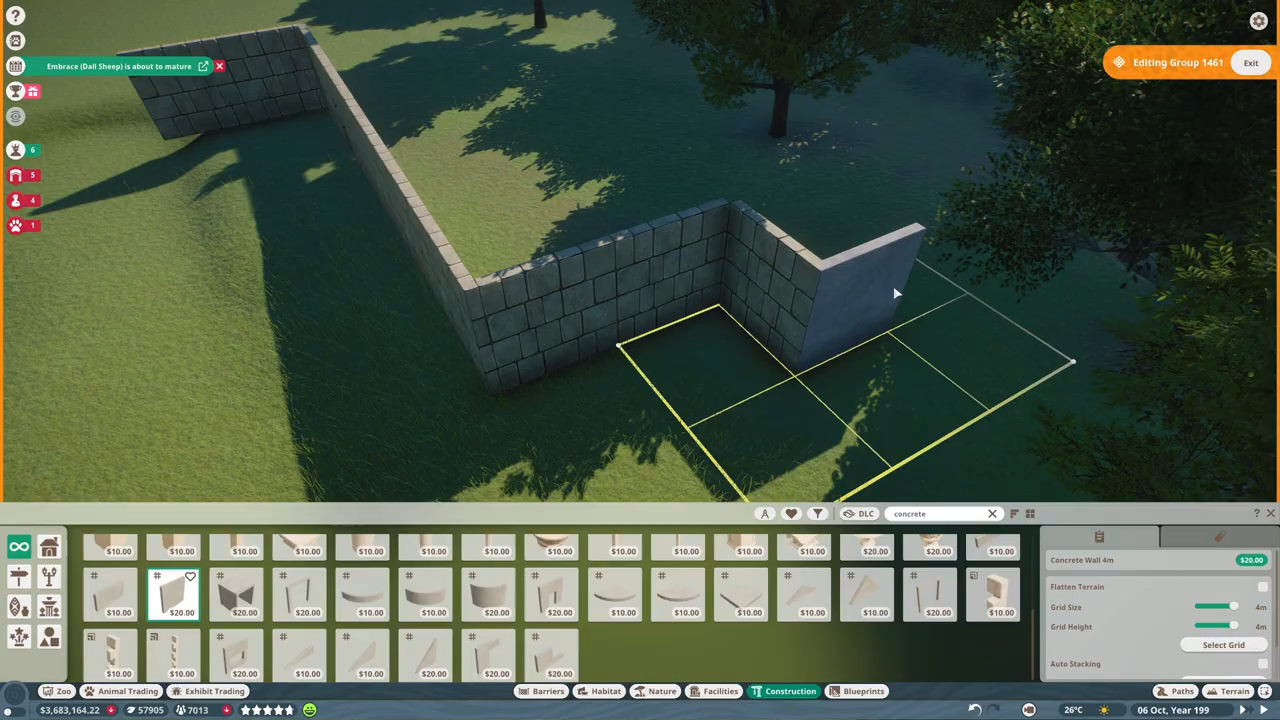 ?
Embrace (Dall Sheep) is about to mature
Editing Group 1461
Exit
6
5
4
1
DLC
concrete
?
$10.00 $10.00 $10.00 $10.00 $10.00 $10.00 $10.00 $10.00 $10.00 $10.00 $10.00 $10.00 $20.00 $20.00 $10.00
$10.00 $20.00 $20.00 $20.00 $10.00 $20.00 $20.00 $10.00 $10.00 $10.00 $10.00 $10.00 $10.00 $20.00 $10.00
$10.00 $10.00 $20.00 $10.00 $10.00 $20.00 $20.00 $20.00
Concrete Wall 4m
$20.00
Flatten Terrain
Grid Size
4m
Grid Height
4m
Select Grid
Auto Stacking
Zoo
Animal Trading
Exhibit Trading
Barriers
Habitat
Nature
Facilities
Construction
Blueprints
Paths
Terrain
$3,683,164.22
57905
7013
26°C
06 Oct, Year 199